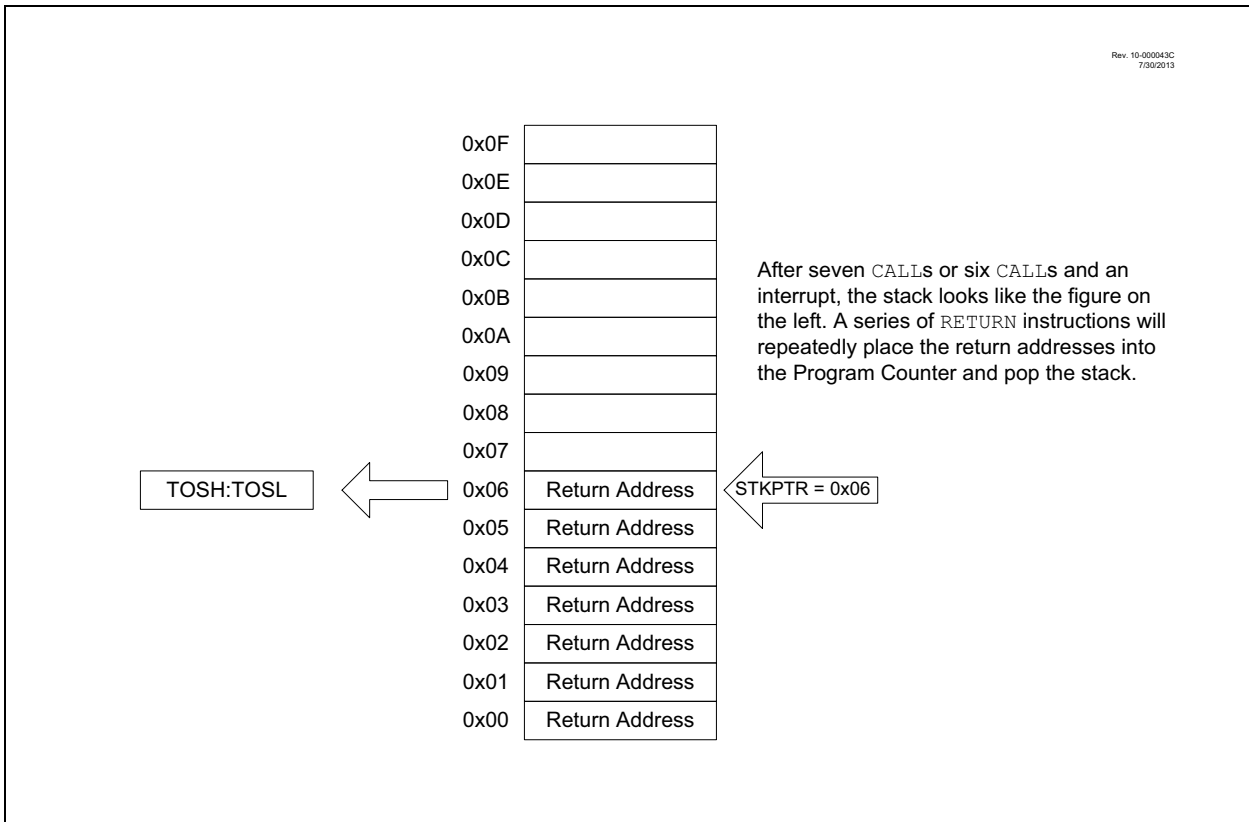 Rev. 10-000043C
7/30/2013
0x0F
0x0E
0x0D
0x0C
0x0B
0x0A
0x09
0x08
0x07
After seven CALLs or six CALLs and an
interrupt, the stack looks like the figure on
the left. A series of RETURN instructions will
repeatedly place the return addresses into
the Program Counter and pop the stack.
TOSH:TOSL 0x06 Return Address STKPTR = 0x06
0x05 Return Address
0x04 Return Address
0x03 Return Address
0x02 Return Address
0x01 Return Address
0x00 Return Address